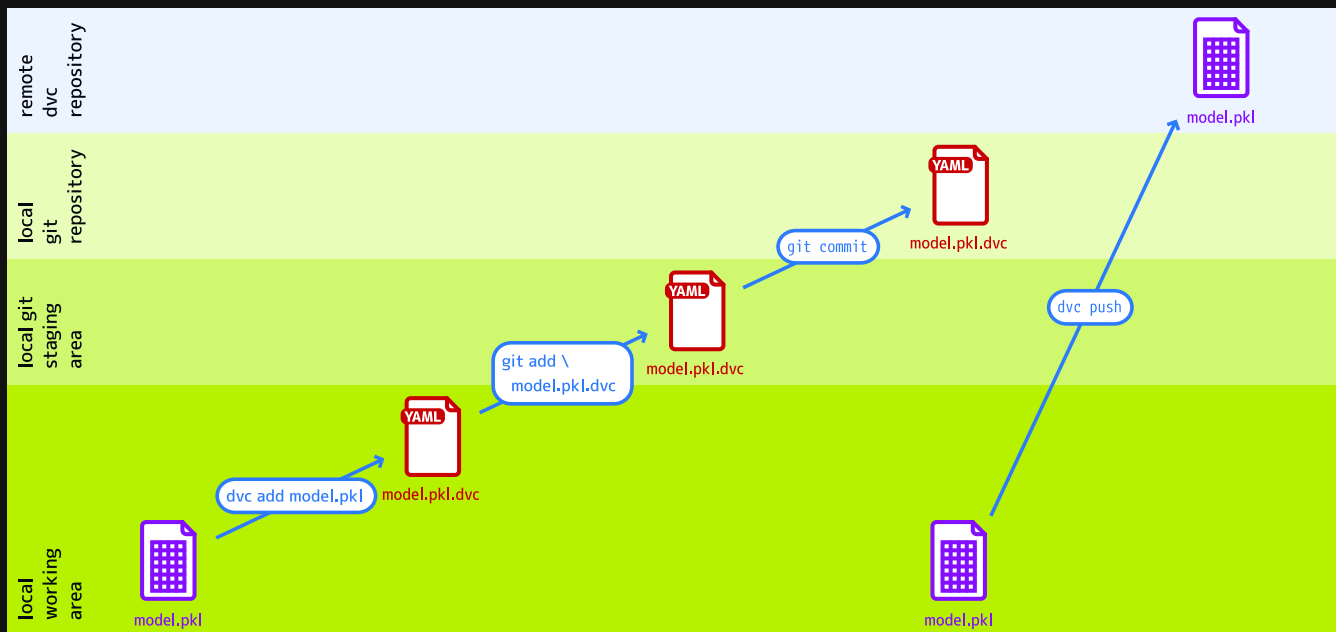 remote
dvc
repository
model.pkl
local
git
repository
YAML
model.pkl.dvc
git commit
local git
staging
area
YAML
model.pkl.dvc
dvc push
git add \
model.pkl.dvc
local
working
area
YAML
model.pkl.dvc
dvc add model.pkl
model.pkl
model.pkl